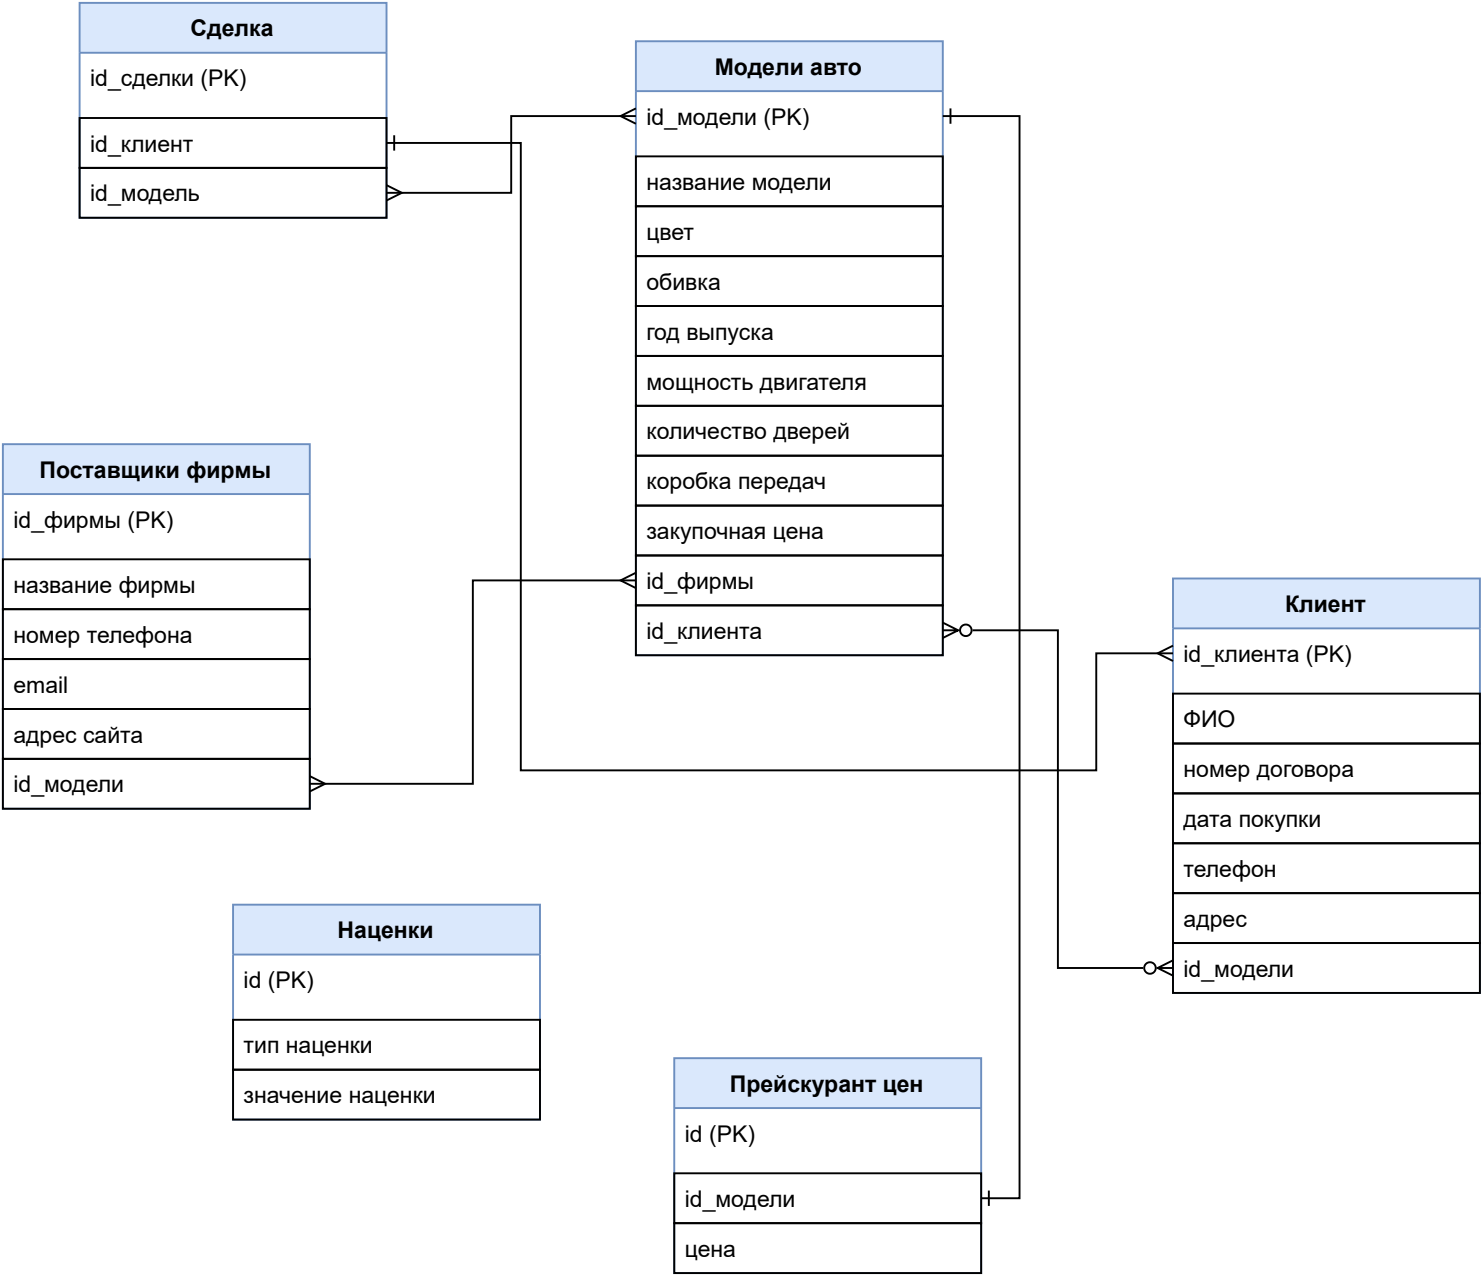 Сделка
id_сделки (PK)
id_клиент
id_модель
Модели авто
id_модели (PK)
название модели
цвет
обивка
год выпуска
мощность двигателя
количество дверей
коробка передач
закупочная цена
id_фирмы
id_клиента
Поставщики фирмы
id_фирмы (PK)
название фирмы
номер телефона
email
адрес сайта
id_модели
Клиент
id_клиента (PK)
ФИО
номер договора
дата покупки
телефон
адрес
id_модели
Наценки
id (PK)
тип наценки
значение наценки
Прейскурант цен
id (PK)
id_модели
цена